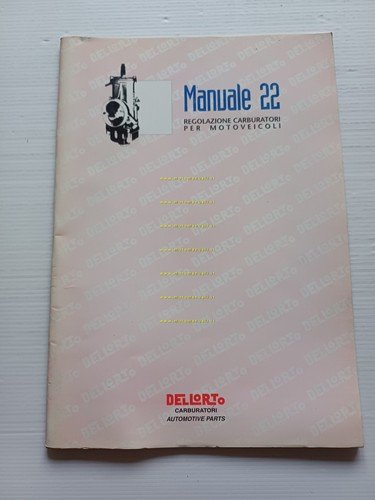 Manuale 22
REGOLAZIONE CARBURATORI
PER MOTOVEICOLI
DELLORTO
CARBURATORI
AUTOMOTIVE PARTS